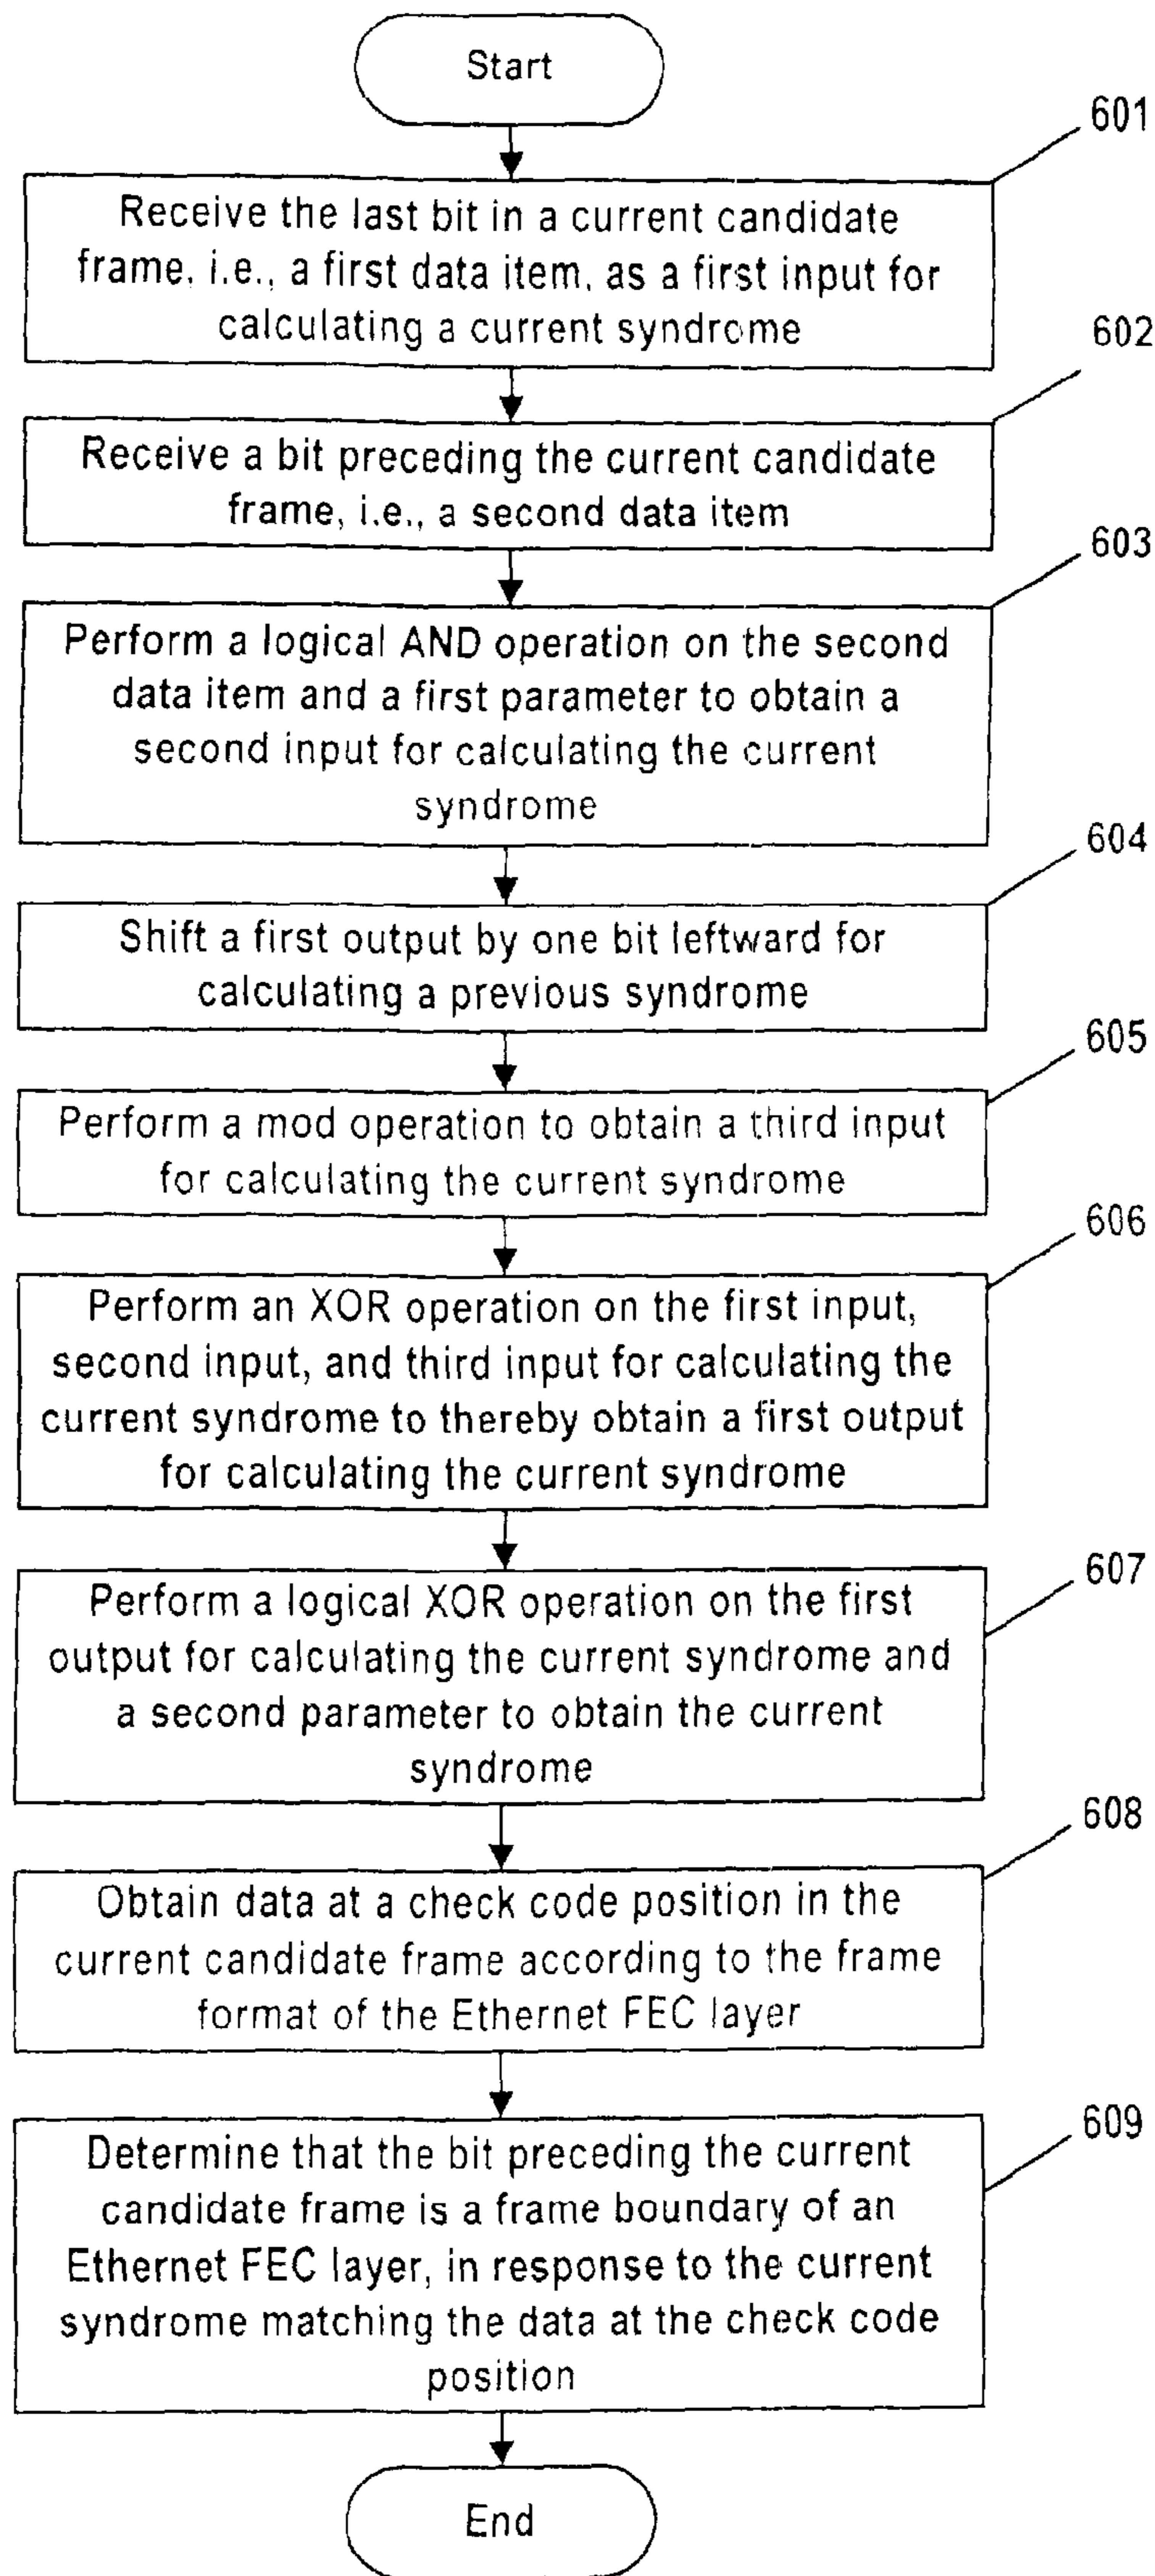 Start
601
Receive the last bit in a current candidate
frame, i.e., a first data item, as a first input for
calculating a current syndrome
602
Receive a bit preceding the current candidate
frame, i.e., a second data item
603
Perform a logical AND operation on the second
data item and a first parameter to obtain a
second input for calculating the current
syndrome
604
Shift a first output by one bit leftward for
calculating a previous syndrome
605
Perform a mod operation to obtain a third input
for calculating the current syndrome
606
Perform an XOR operation on the first input,
second input, and third input for calculating the
current syndrome to thereby obtain a first output
for calculating the current syndrome
607
Perform a logical XOR operation on the first
output for calculating the current syndrome and
a second parameter to obtain the current
syndrome
608
Obtain data at a check code position in the
current candidate frame according to the frame
format of the Ethernet FEC layer
609
Determine that the bit preceding the current
candidate frame is a frame boundary of an
Ethernet FEC layer, in response to the current
syndrome matching the data at the check code
position
End